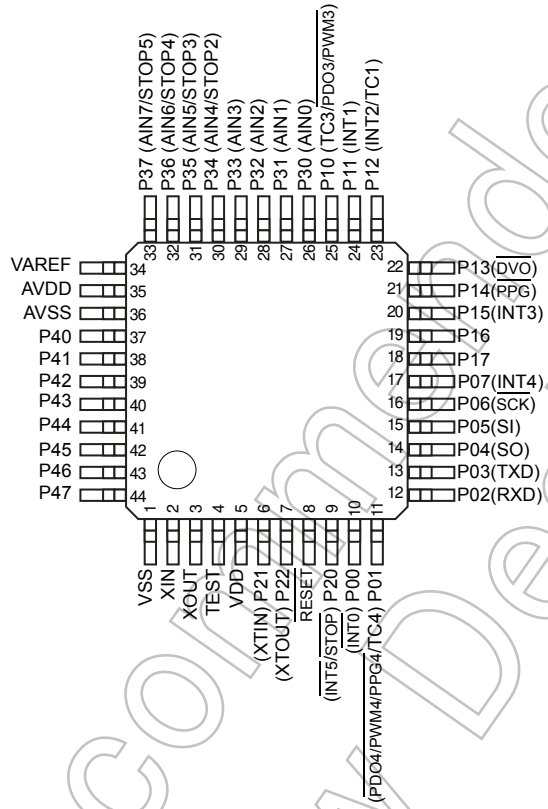 P37 (AIN7/STOP5)
P36 (AIN6/STOP4)
P35 (AIN5/STOP3)
P34 (AIN4/STOP2)
P33 (AIN3)
P32 (AIN2)
P31 (AIN1)
P30 (AIN0)
P10 (TC3/PDO3/PWM3)
P11 (INT1)
P12 (INT2/TC1)
33 32 31 30 29 28 27 26 25 24 23
VAREF 34
AVDD 35
AVSS 36
P40 37
P41 38
P42 39
P43 40
P44 41
P45 42
P46 43
P47 44
22 P13(DVO)
21 P14(PPG)
20 P15(INT3)
19 P16
18 P17
17 P07(INT4)
16 P06(SCK)
15 P05(SI)
14 P04(SO)
13 P03(TXD)
12 P02(RXD)
1 2 3 4 5 6 7 8 9 10 11
VSS
XIN
XOUT
TEST
VDD
(XTIN) P21
(XTOUT) P22
RESET
(INT5/STOP) P20
(INT0) P00
(PDO4/PWM4/PPG4/TC4) P01